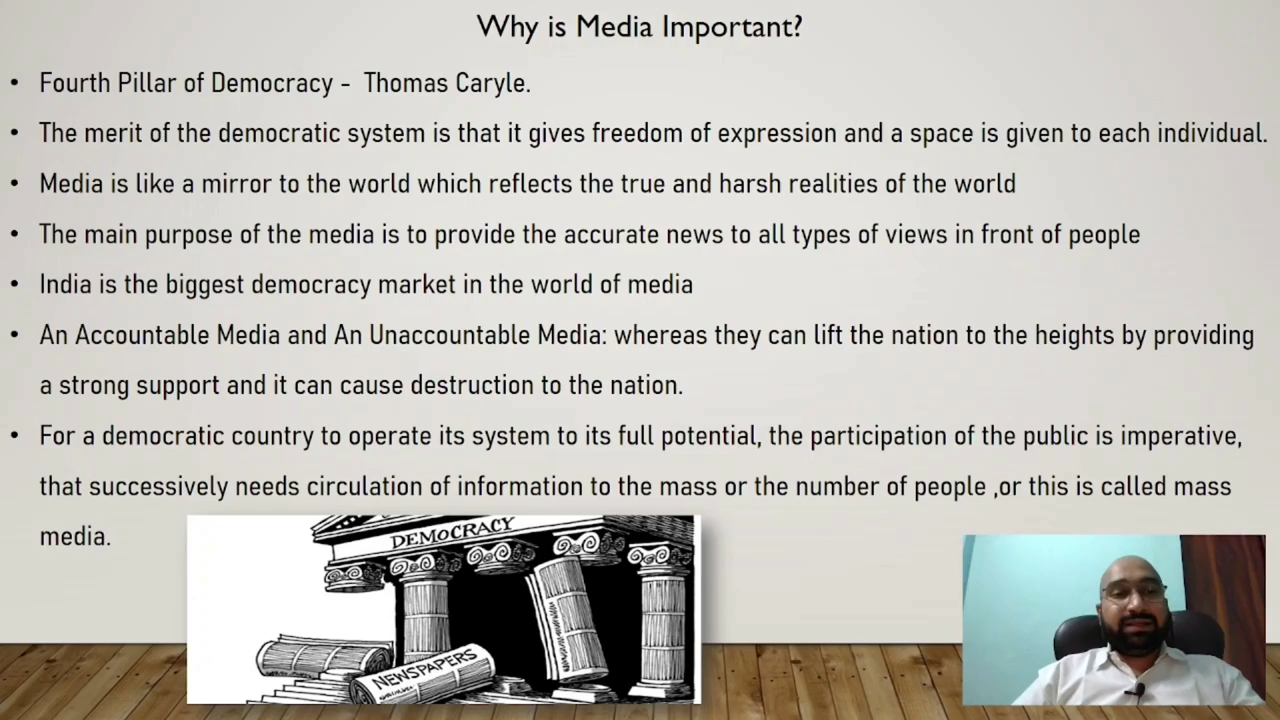 Why is Media Important?
• Fourth Pillar of Democracy - Thomas Caryle.
• The merit of the democratic system is that it gives freedom of expression and a space is given to each individual.
• Media is like a mirror to the world which reflects the true and harsh realities of the world
• The main purpose of the media is to provide the accurate news to all types of views in front of people
• India is the biggest democracy market in the world of media
• An Accountable Media and An Unaccountable Media: whereas they can lift the nation to the heights by providing
a strong support and it can cause destruction to the nation.
• For a democratic country to operate its system to its full potential, the participation of the public is imperative,
that successively needs circulation of information to the mass or the number of people ,or this is called mass
media.
DEMOCRACY
NEWSPAPERS